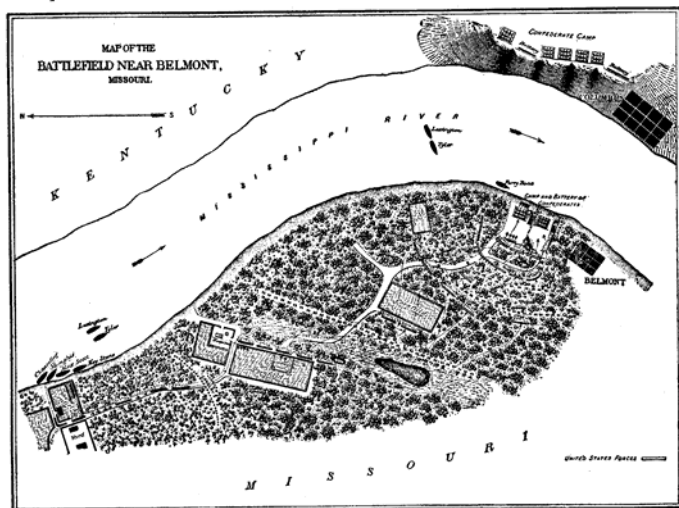 MAP OF THE
BATTLEFIELD NEAR BELMONT,
MISSOURI.
N S
KENTUCKY
MISSISSIPPI RIVER
CONFEDERATE CAMP
COLUMBUS
Lexington
Tyler
Ferry Boat
CAMP AND BATTERY OF
CONFEDERATES
BELMONT
Lexington
Tyler
MISSOURI
UNITED STATES FORCES